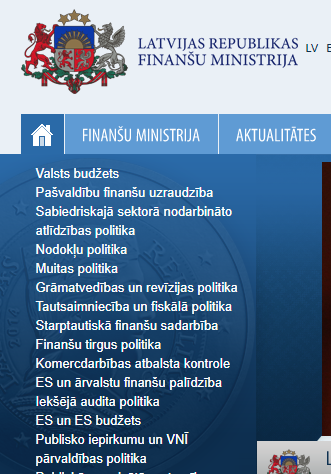 LATVIJAS REPUBLIKAS
FINANŠU MINISTRIJA
LV
FINANŠU MINISTRIJA
AKTUALITĀTES
Valsts budžets
Pašvaldību finanšu uzraudzība
Sabiedriskajā sektorā nodarbināto
atlīdzības politika
Nodokļu politika
Muitas politika
Grāmatvedības un revīzijas politika
Tautsaimniecība un fiskālā politika
Starptautiskā finanšu sadarbība
Finanšu tirgus politika
Komercdarbības atbalsta kontrole
ES un ārvalstu finanšu palīdzība
Iekšējā audita politika
ES un ES budžets
Publisko iepirkumu un VNĪ
pārvaldības politika